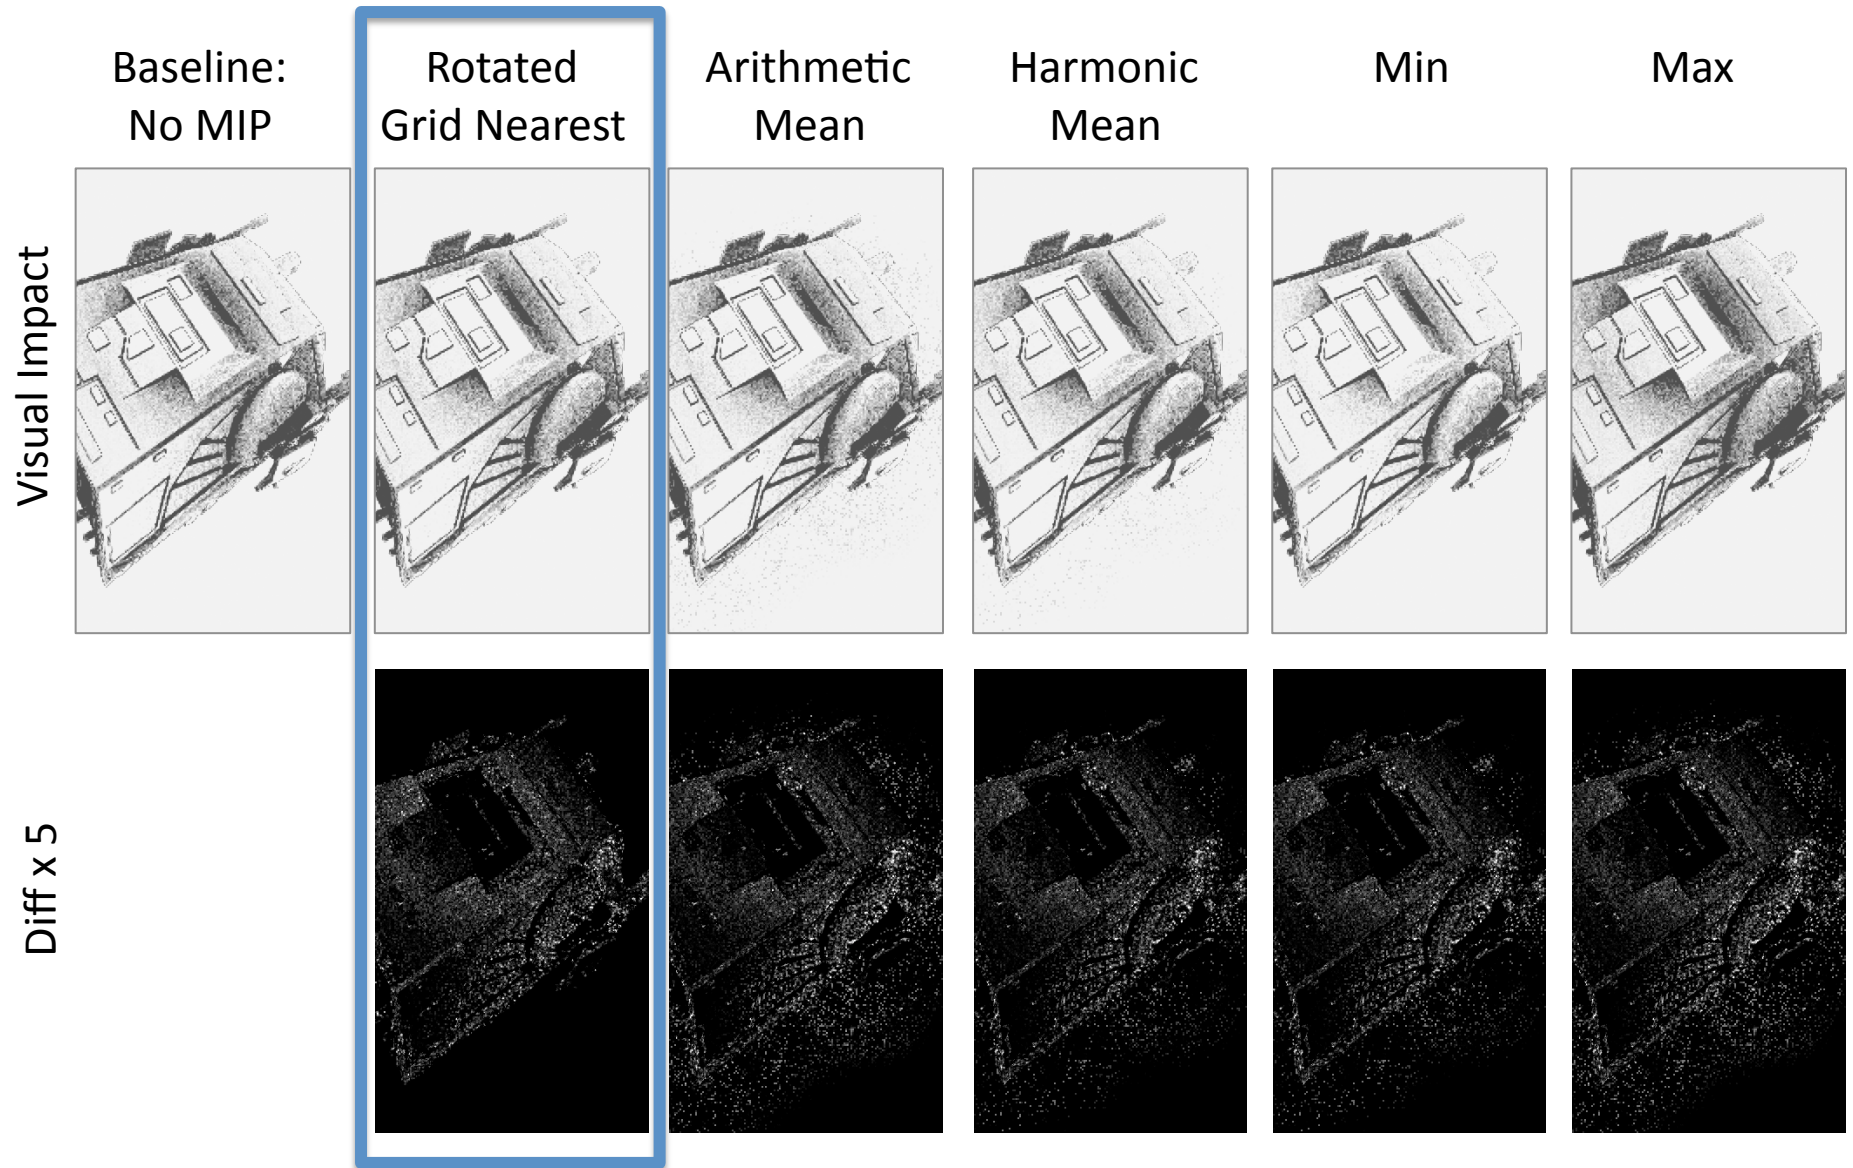 Baseline:
No MIP
Rotated
Grid Nearest
Arithmetic
Mean
Harmonic
Mean
Min
Max
Visual Impact
Diff x 5